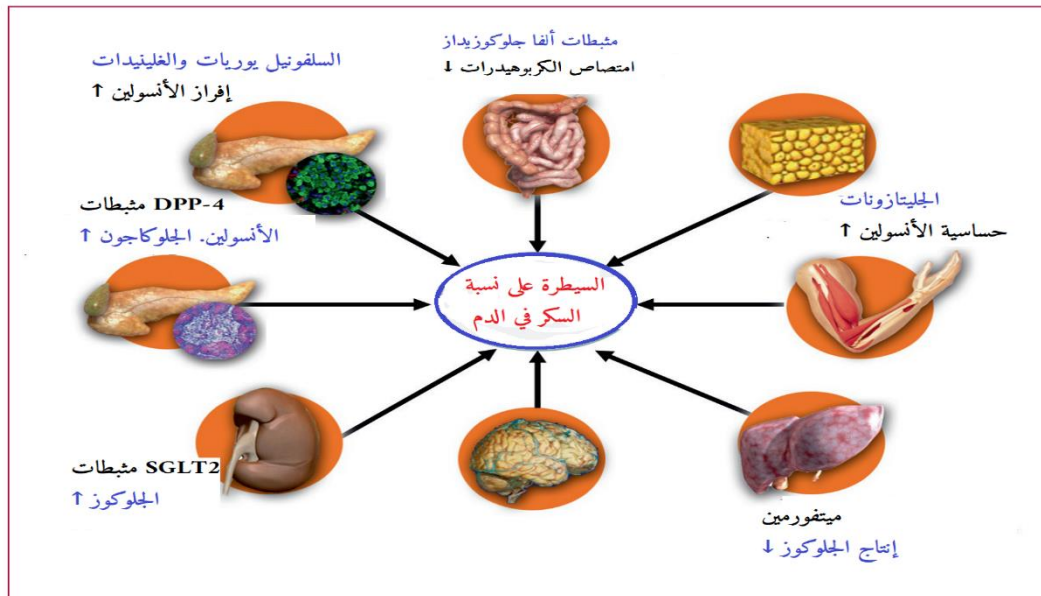 السلفونيل يوريات والغلينيدات
إفراز الأنسولين ↑
مثبطات ألفا جلوكوزيداز
امتصاص الكربوهيدرات ↓
الجليتازونات
حساسية الأنسولين ↑
DPP-4 مثبطات
الأنسولين. الجلوكاجون ↑
السيطرة على نسبة
السكر في الدم
SGLT2 مثبطات
الجلوكوز ↑
ميتفورمين
إنتاج الجلوكوز ↓